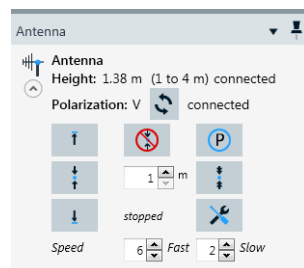 Antenna
Antenna
Height: 1.38 m (1 to 4 m) connected
Polarization: V connected
P
1 m
stopped
Speed 6 Fast 2 Slow